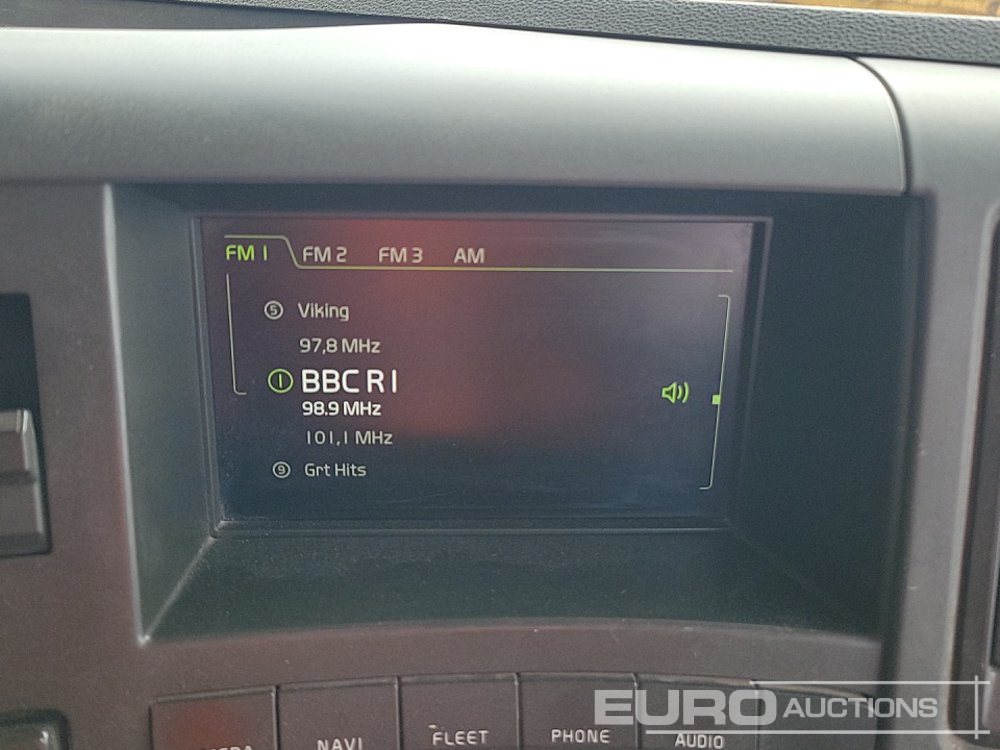 FM 1 FM 2 FM 3 AM
5 Viking
97,8 MHz
1 BBC R1
98.9 MHz
101,1 MHz
9 Grt Hits
NAVI FLEET PHONE AUDIO
EURO AUCTIONS